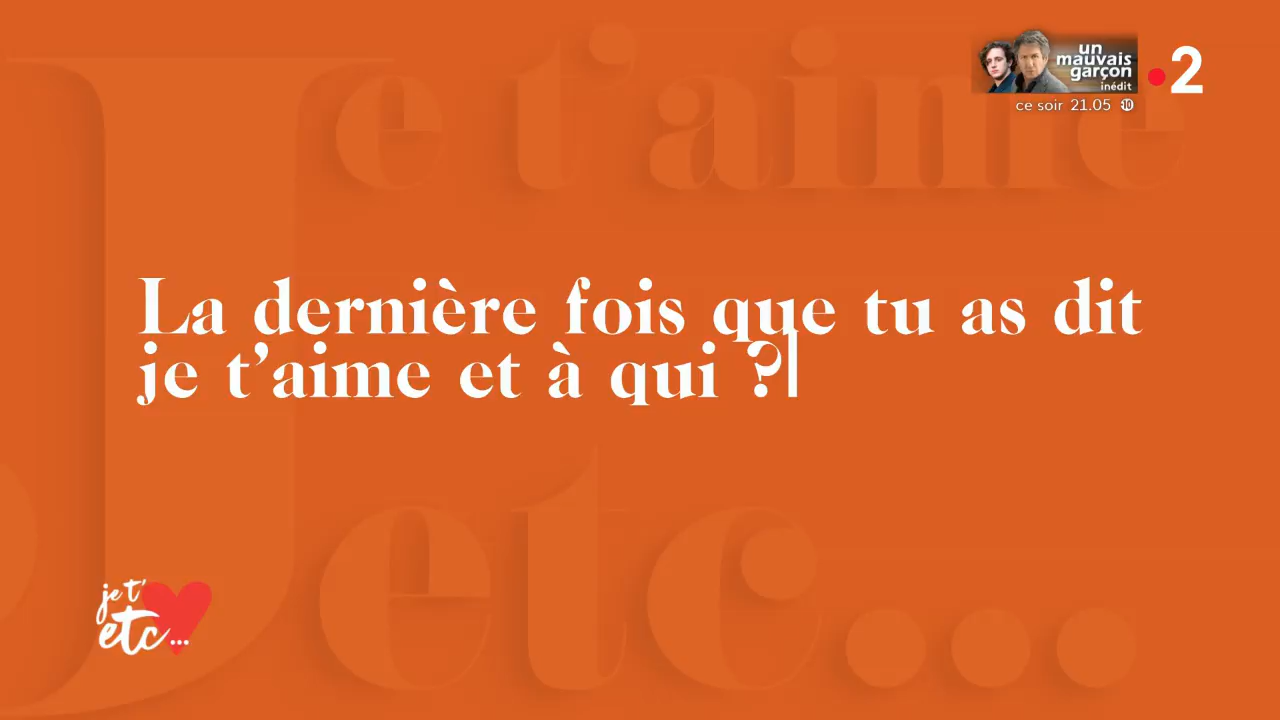 Je t'aime
un
mauvais
garçon
inédit
2
ce soir 21.05 -10
La dernière fois que tu as dit
je t’aime et à qui ?
etc...
je t'
etc...